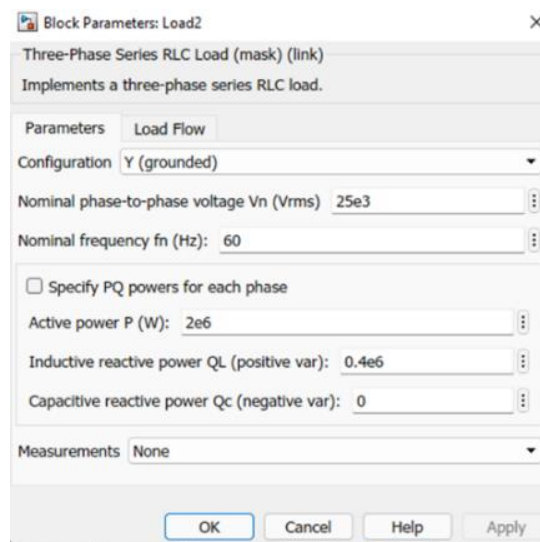 Block Parameters: Load2
Three-Phase Series RLC Load (mask) (link)
Implements a three-phase series RLC load.
Parameters Load Flow
Configuration Y (grounded)
Nominal phase-to-phase voltage Vn (Vrms) 25e3
Nominal frequency fn (Hz): 60
Specify PQ powers for each phase
Active power P (W): 2e6
Inductive reactive power QL (positive var): 0.4e6
Capacitive reactive power Qc (negative var): 0
Measurements None
OK Cancel Help Apply